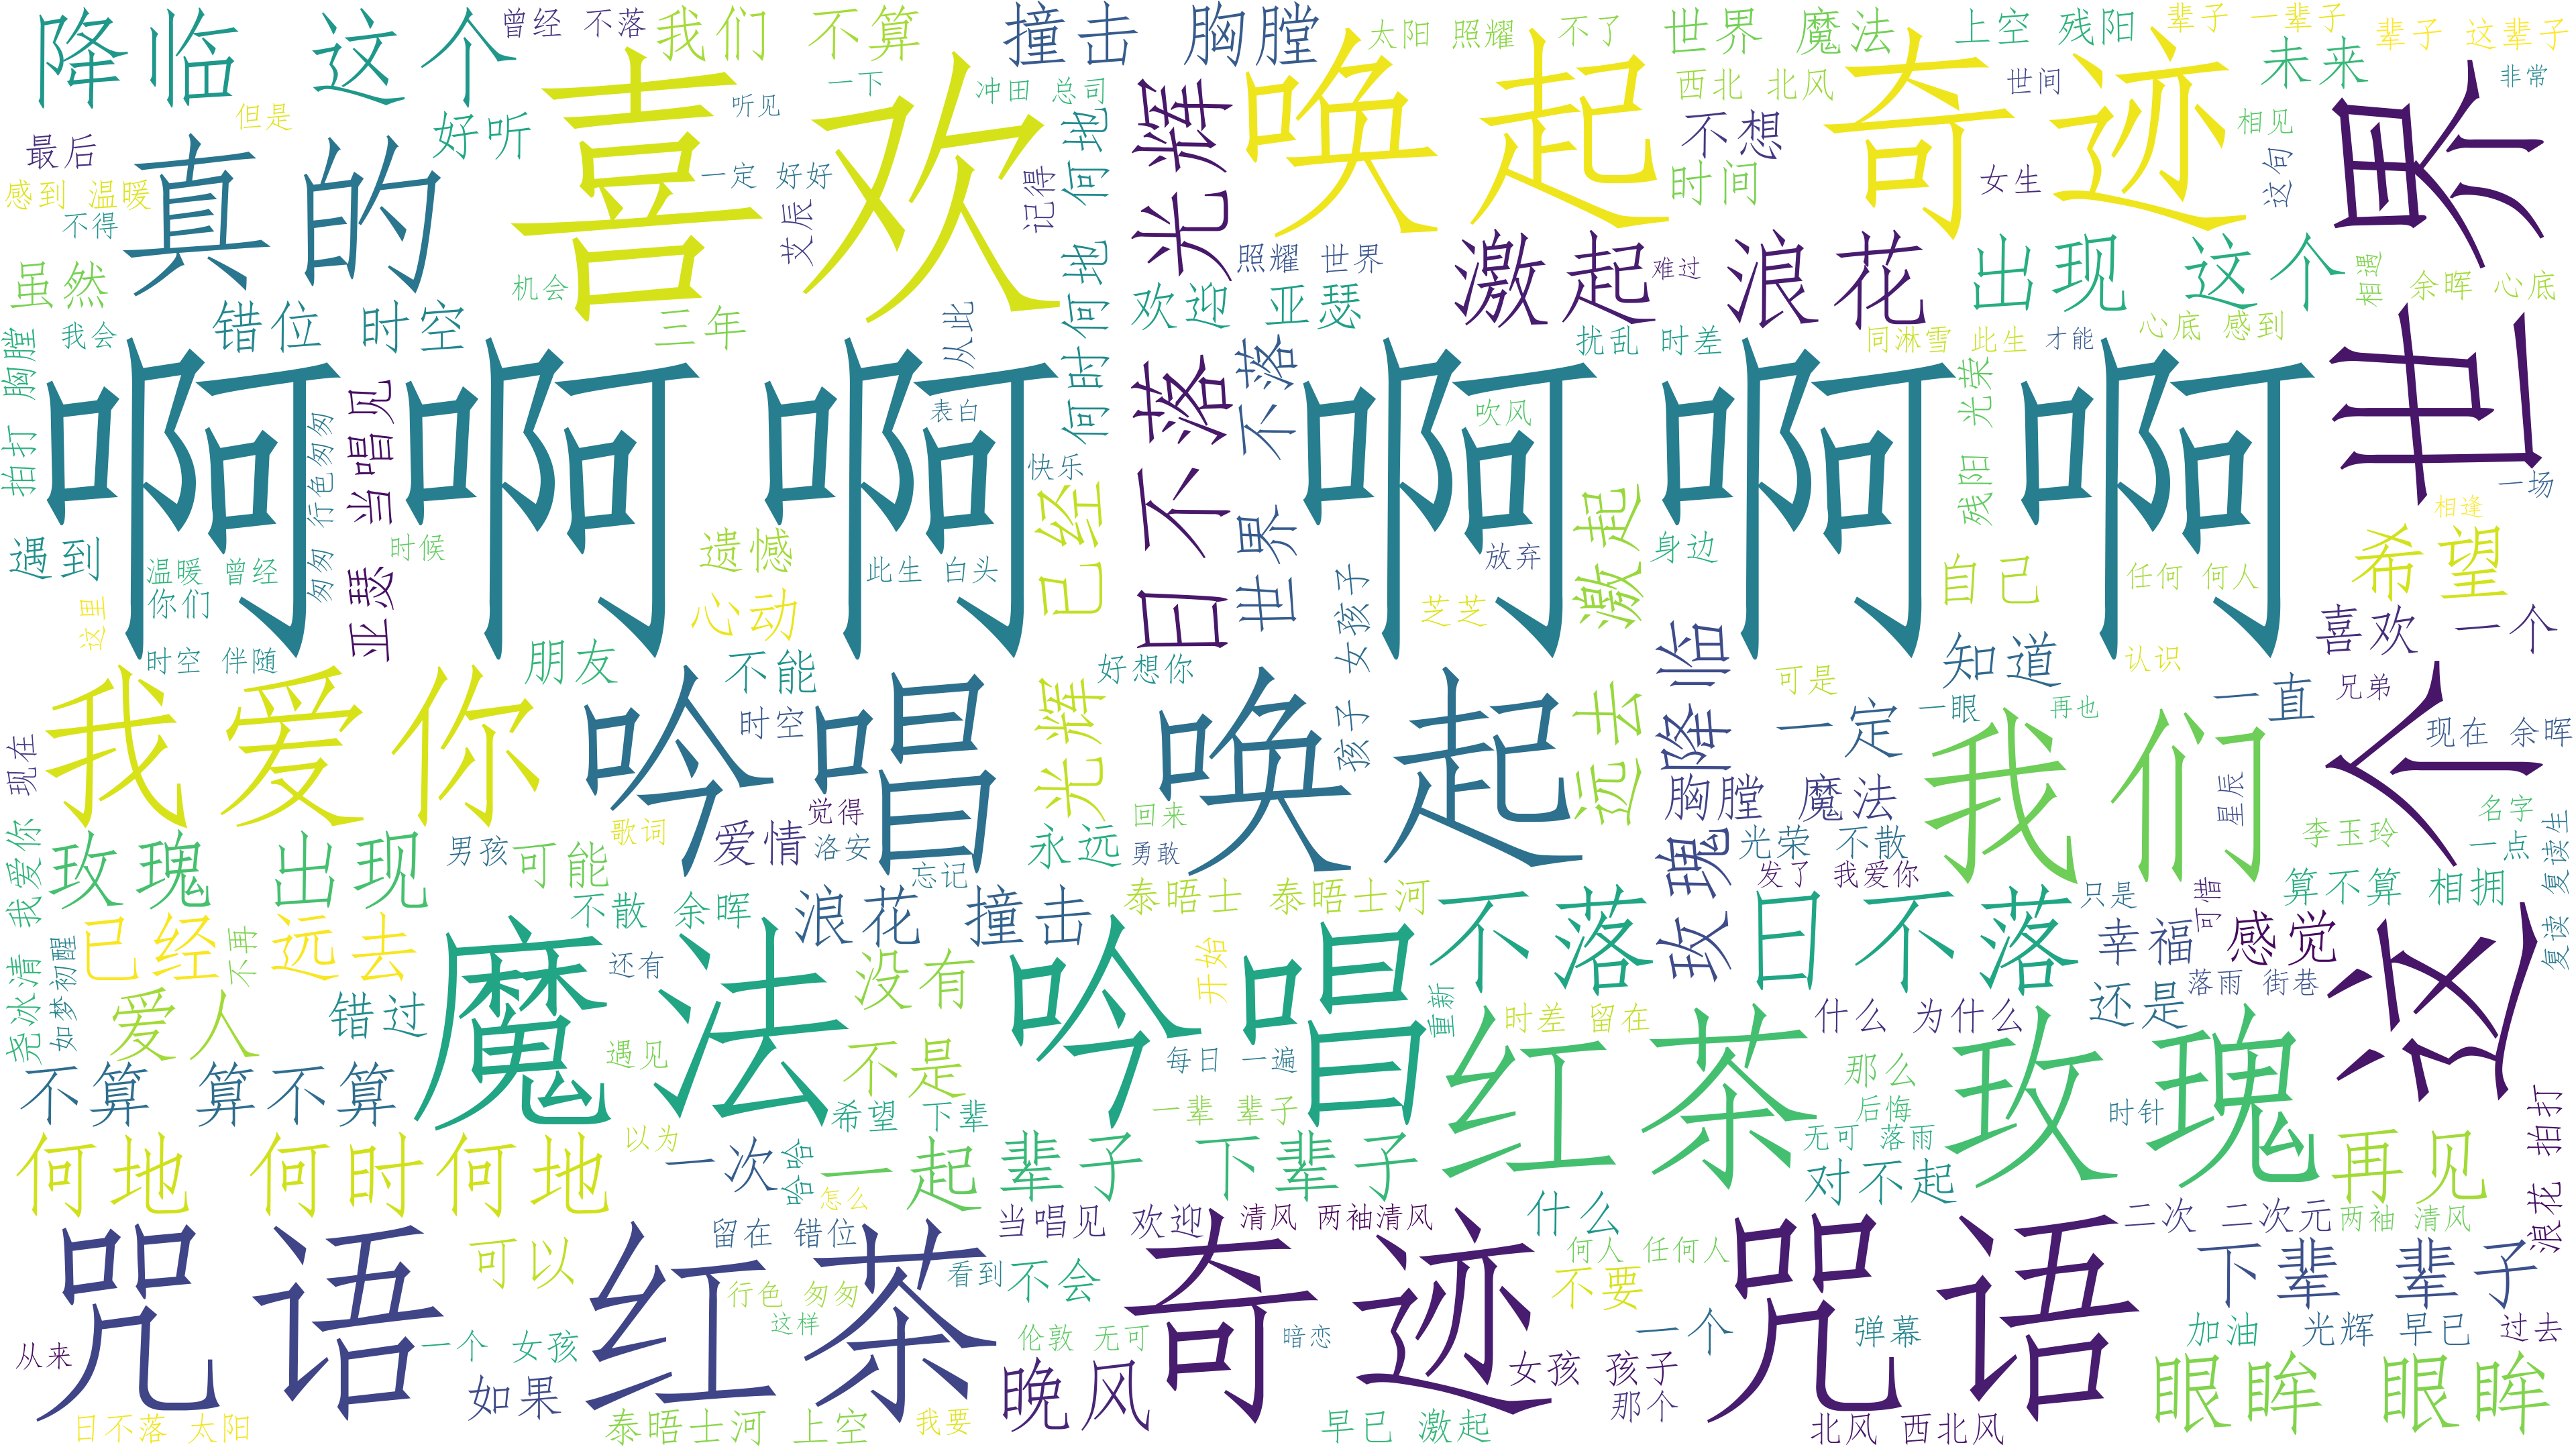 降临 这个
曾经 不落
我们 不算
撞击 胸膛
太阳 照耀
不了
世界 魔法
上空 残阳
辈子 一辈子
辈子 这辈子
喜欢
唤起 奇迹
未来
非常
世界
但是
一下
听见
冲田 总司
西北 北风
世间
相见
最后
真的
好听
不想
时间
女生
这句
感到 温暖
不得
一定 好好
艾辰
记得
何地 何时何地
光辉 日不落
虽然
机会
照耀 世界
激起 浪花
难过
出现 这个
相遇
余晖 心底
错位 时空
三年
从此
欢迎 亚瑟
扰乱 时差
同淋雪 此生
才能
心底 感到
我会
拍打 胸膛
啊啊啊 啊啊啊
行色匆匆
匆匆
亚瑟 当唱见
表白
快乐
世界 不落
吹风
残阳 光荣
一场
相逢
遇到
温暖 曾经
时候
遗憾
此生 白头
已经
放弃
激起
身边
自己
任何 何人
希望
你们
这里
心动
女孩子
孩子
芝芝
喜欢 一个
时空 伴随
朋友
不能
好想你
玫瑰 降临
可是
知道
认识
我爱你
吟唱 唤起
时空
光辉
远去
一定
一眼
再也
一直
兄弟
这个
现在
我们
现在 余晖
胸膛 魔法
星辰
觉得
歌词
爱情
洛安
永远
回来
勇敢
名字
李玉玲
一点
复读生
复读
玫瑰 出现
男孩
可能
忘记
光荣 不散
发了 我爱你
我爱你
不散 余晖
浪花 撞击
泰晤士 泰晤士河
只是
可惜
算不算 相拥
已经 远去
不再
魔法 吟唱
不落 日不落
幸福
感觉
尧冰清
如梦初醒
还有
没有
开始
重新
落雨 街巷
爱人
错过
遇见
不是
每日 一遍
时差 留在
什么 为什么
还是
红茶 玫瑰
不算 算不算
希望 下辈
一辈 辈子
那么
后悔
时针
无可 落雨
浪花 拍打
何地 何时何地
以为
一次
哈哈
一起
辈子 下辈子
对不起
再见
怎么
什么
咒语 红茶
可以
留在 错位
当唱见 欢迎
清风 两袖清风
二次 二次元
两袖 清风
奇迹 咒语
看到
不会
何人 任何人
不要
下辈 辈子
行色 匆匆
这样
从来
一个 女孩
伦敦 无可
暗恋
一个
弹幕
加油
光辉 早已
过去
如果
晚风
女孩 孩子
那个
眼眸 眼眸
日不落 太阳
泰晤士河 上空
我要
早已 激起
北风 西北风